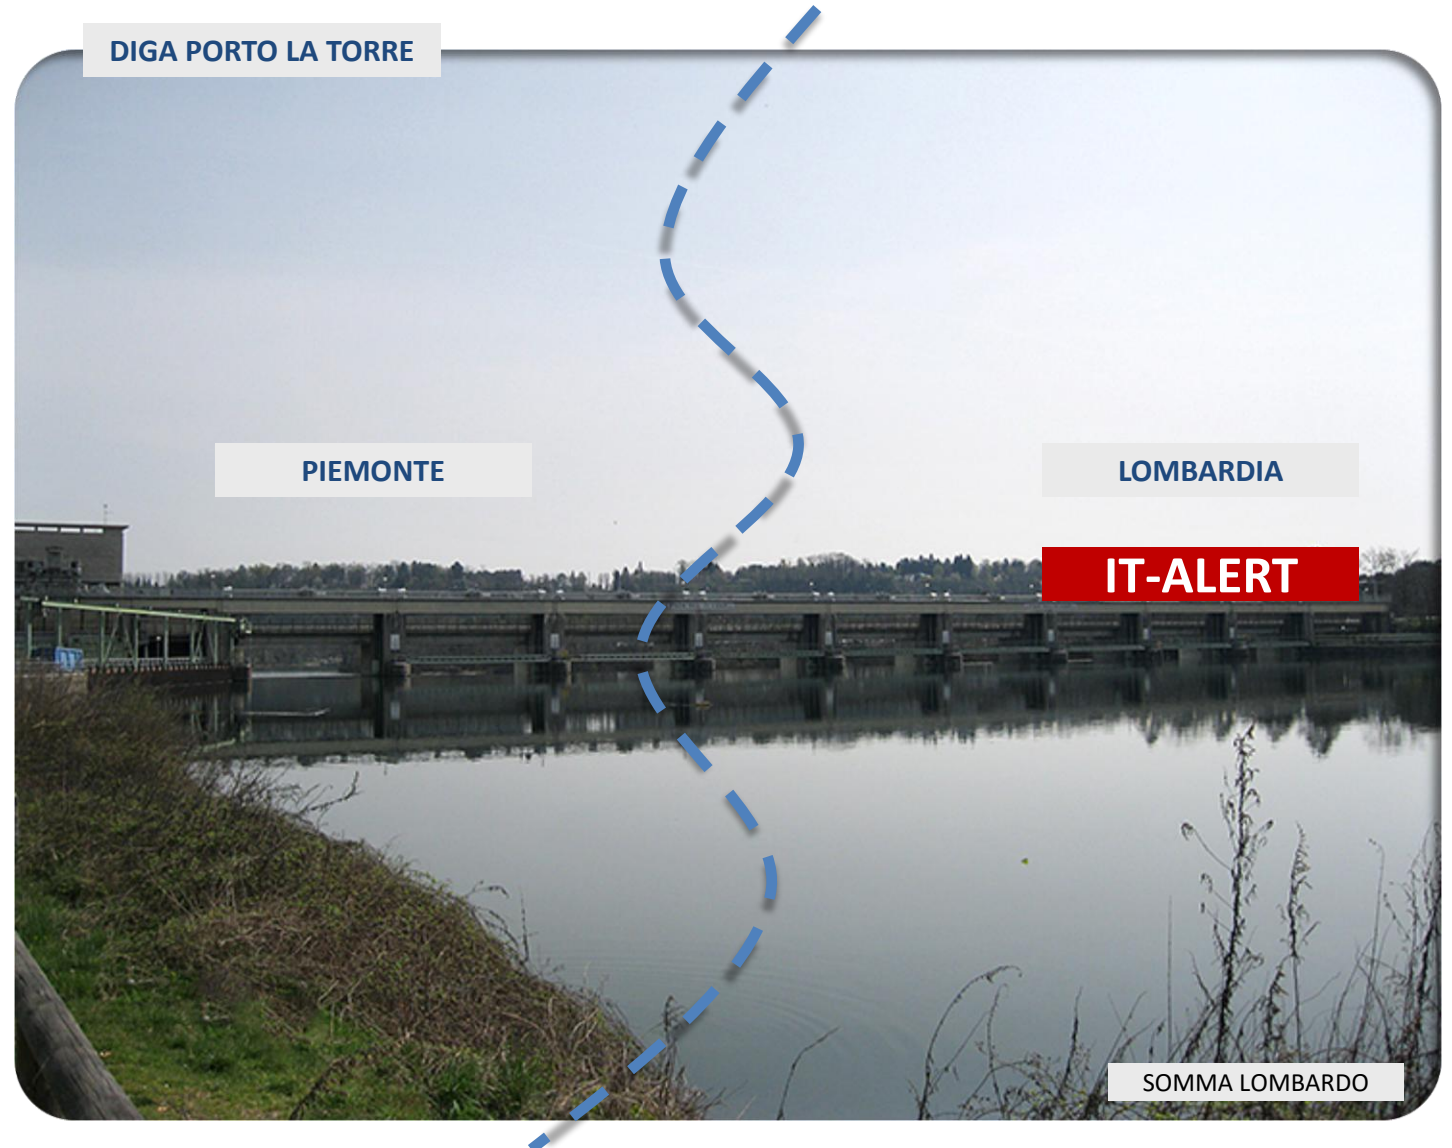 DIGA PORTO LA TORRE
PIEMONTE
LOMBARDIA
IT-ALERT
SOMMA LOMBARDO